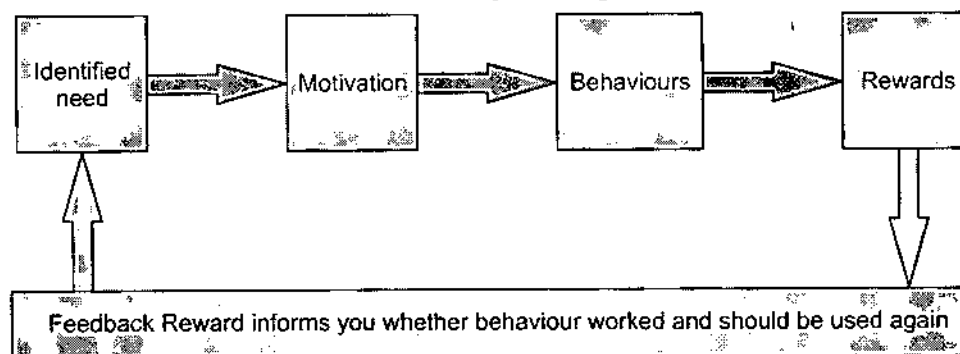 Identified
need
Motivation
Behaviours
Rewards
Feedback Reward informs you whether behaviour worked and should be used again